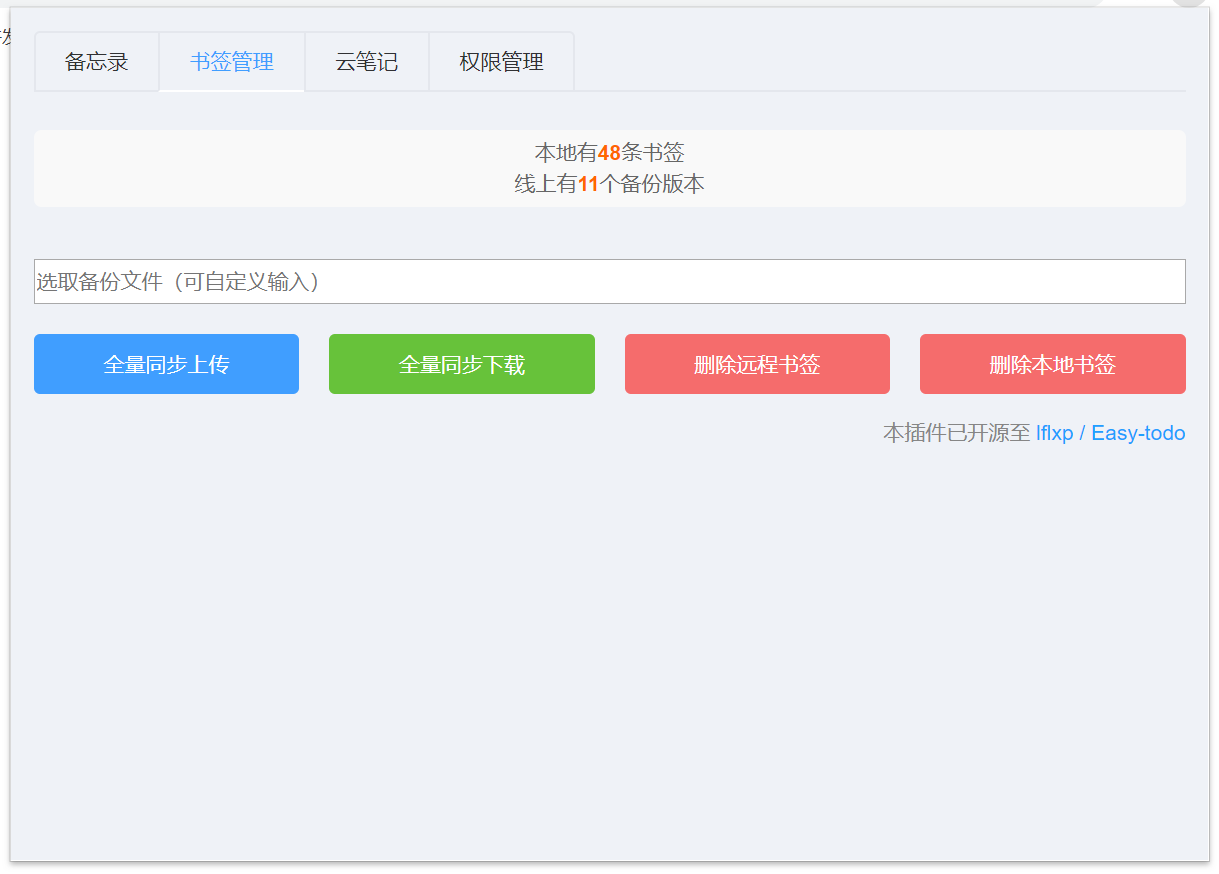 备忘录 书签管理 云笔记 权限管理
本地有48条书签
线上有11个备份版本
选取备份文件（可自定义输入）
全量同步上传 全量同步下载 删除远程书签 删除本地书签
本插件已开源至 lflxp / Easy-todo